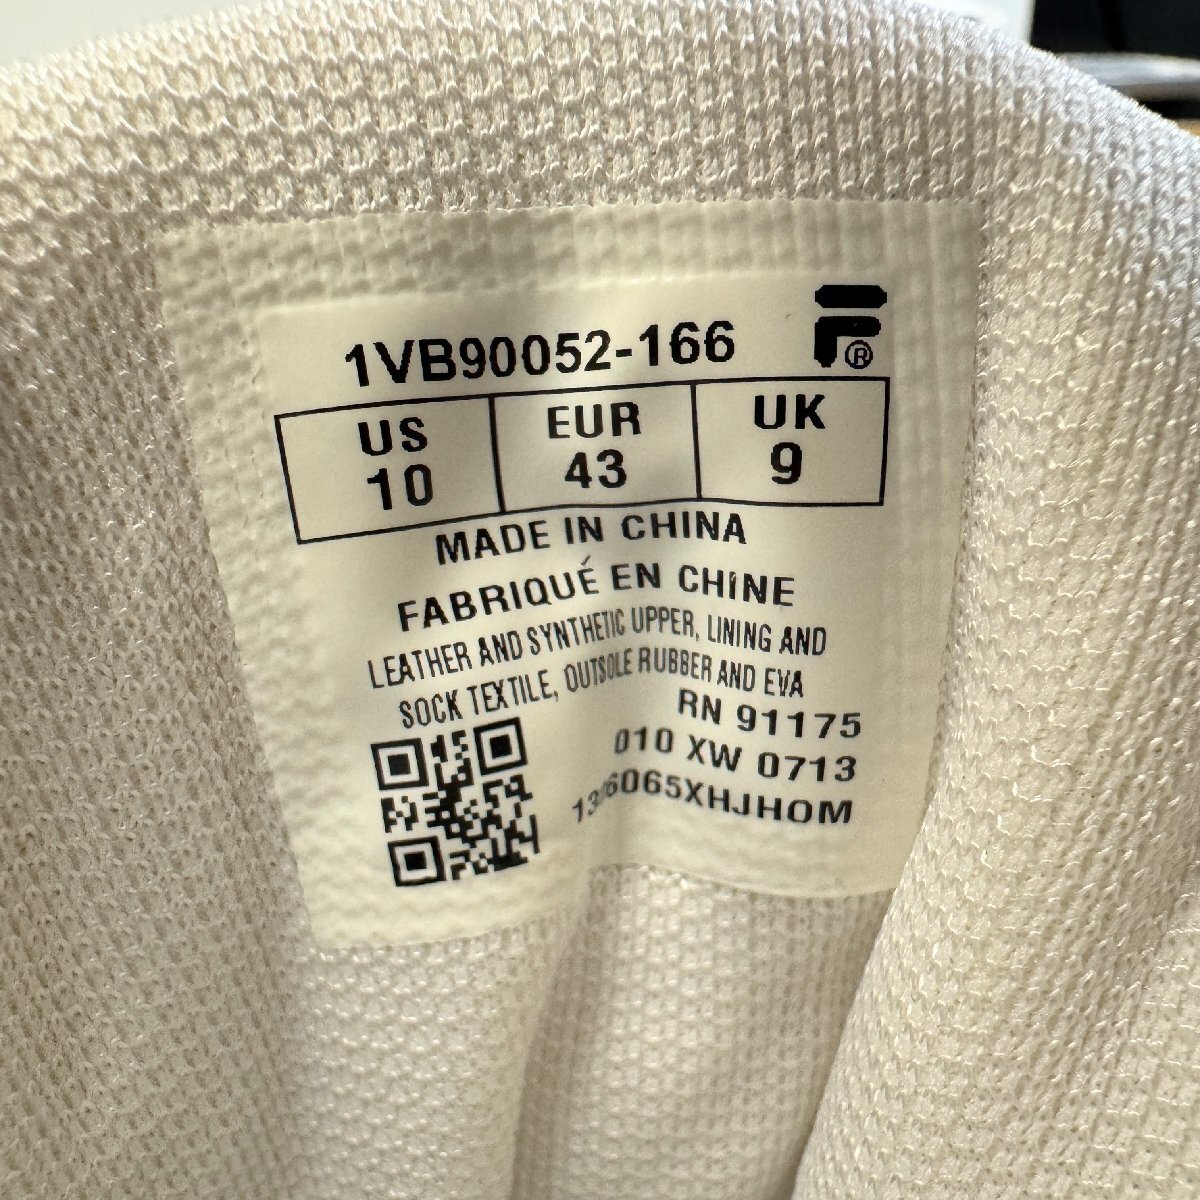 1VB90052-166
US EUR UK
10 43 9
MADE IN CHINA
FABRIQUÉ EN CHINE
LEATHER AND SYNTHETIC UPPER, LINING AND
SOCK TEXTILE, OUTSOLE RUBBER AND EVA
RN 91175
010 XW 0713